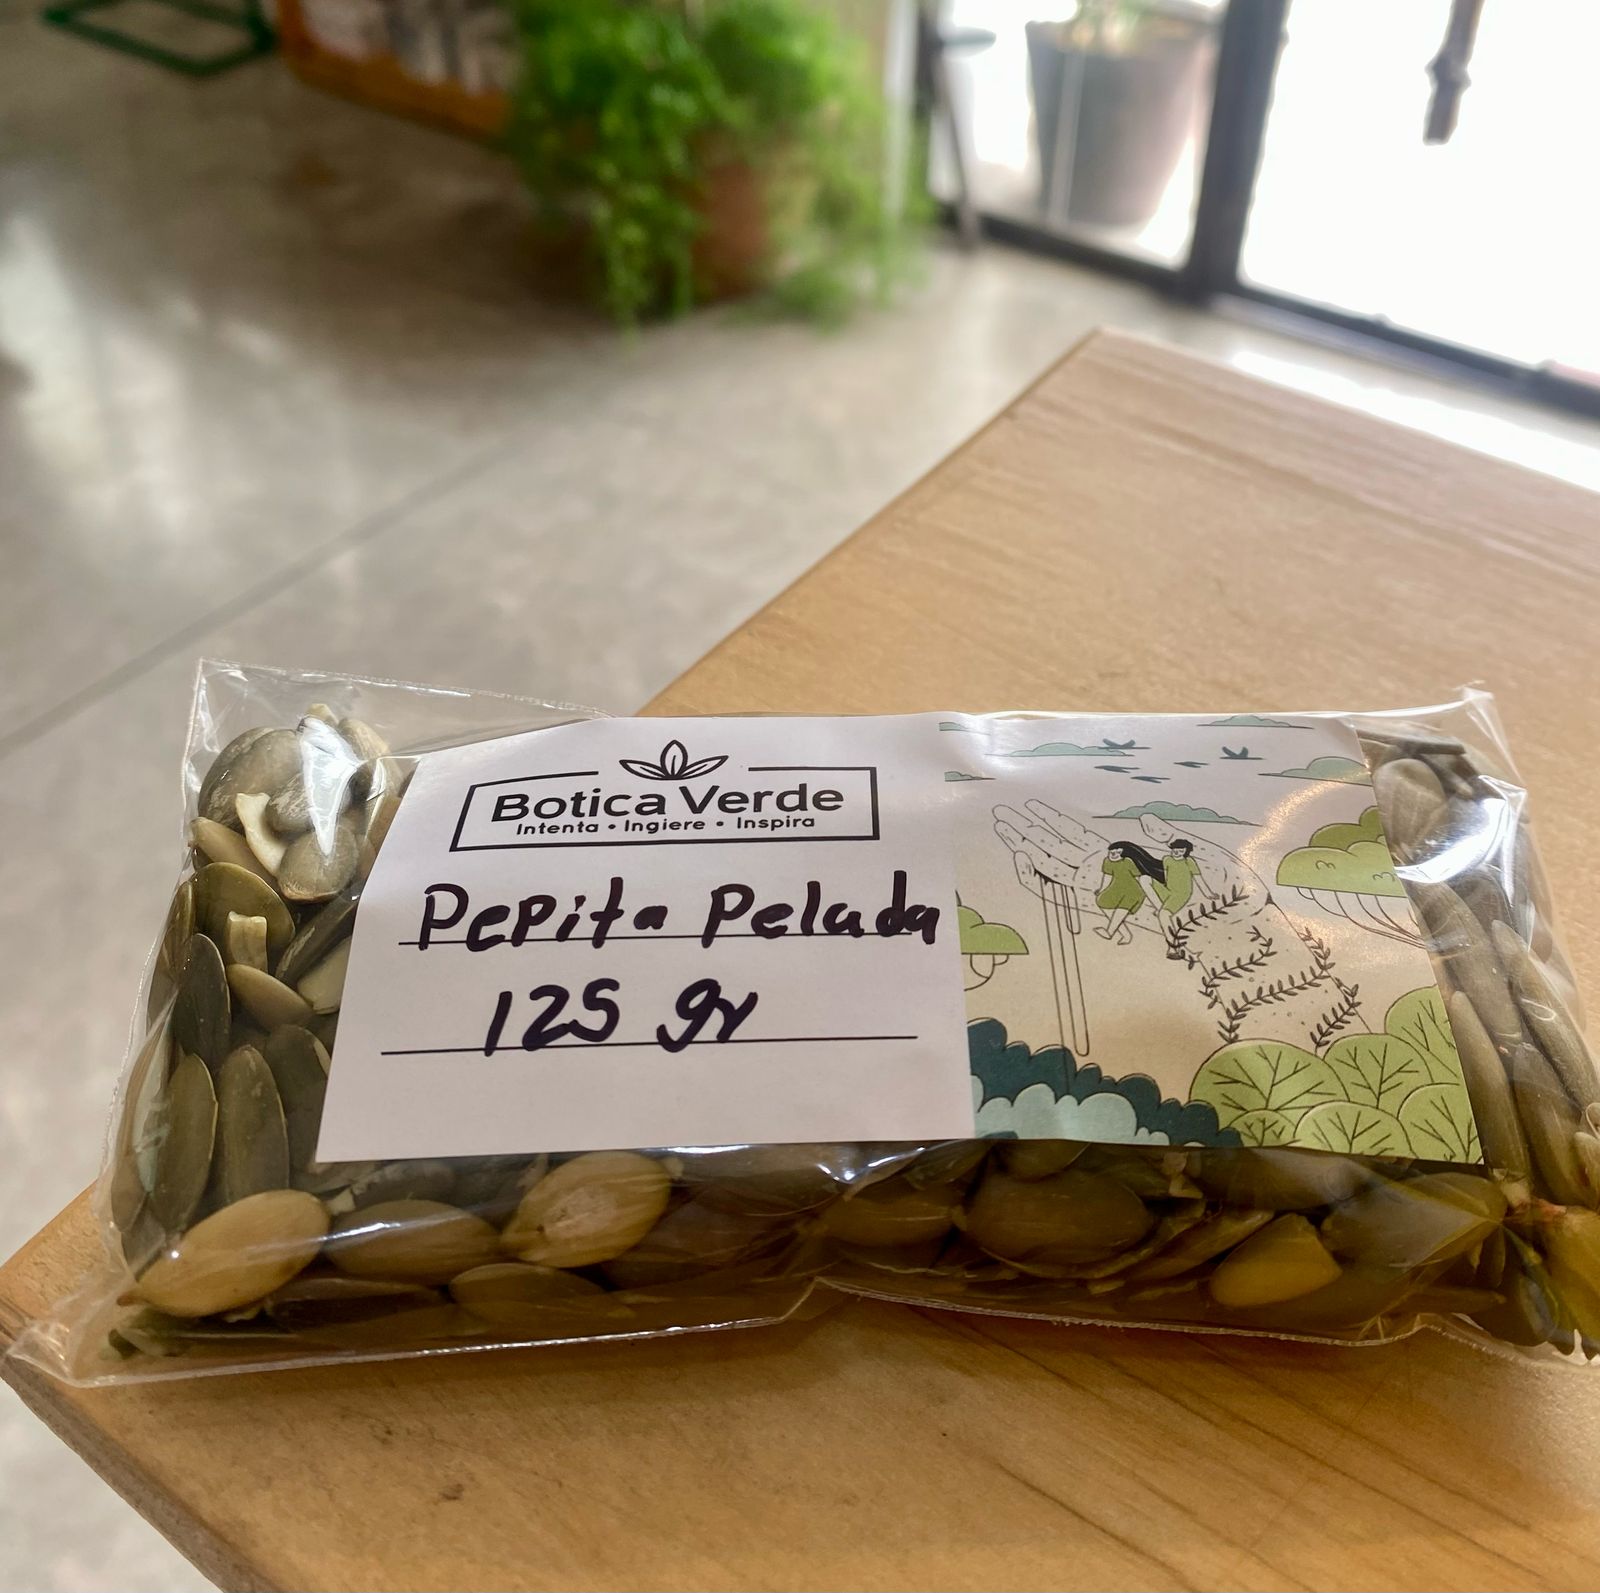 Botica Verde
Intenta • Ingiere • Inspira
Pepita Pelada
125 gr